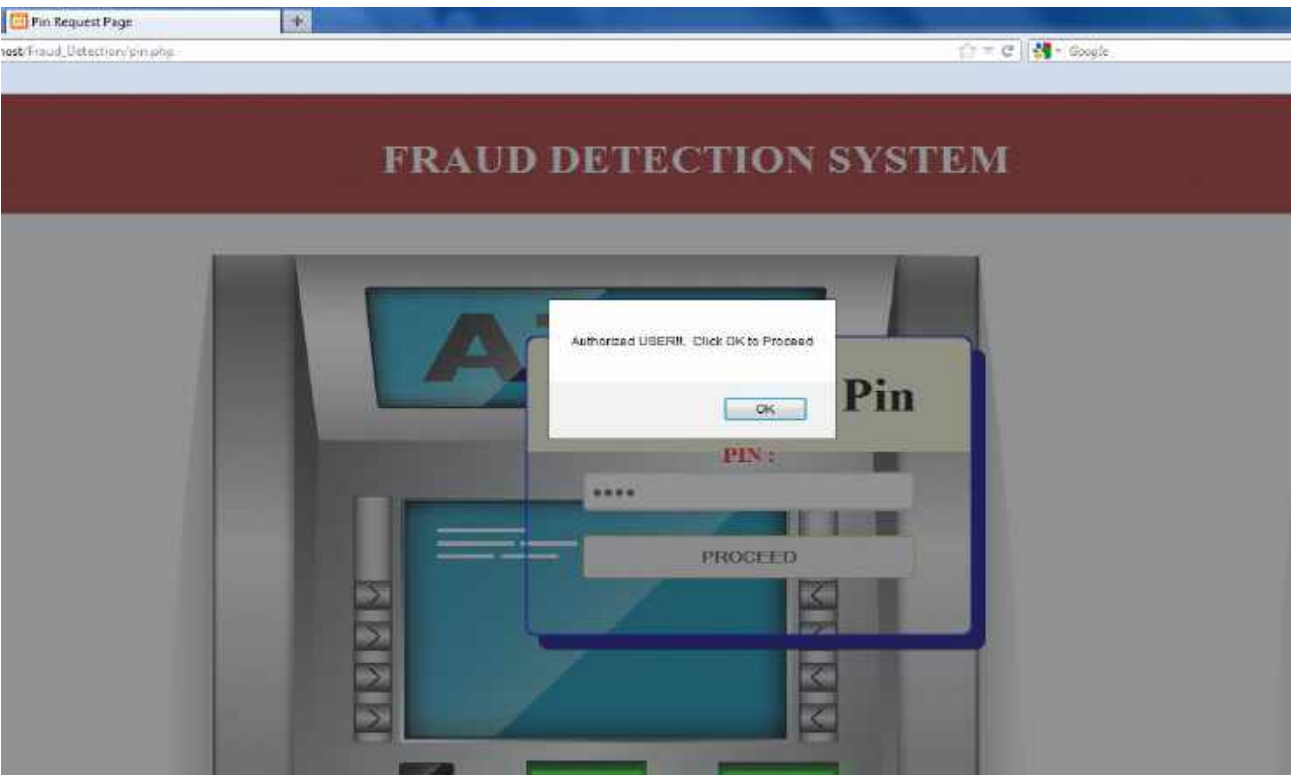 Pin Request Page
+
host/Fraud_Detection/pin.php
Google
FRAUD DETECTION SYSTEM
Authorized USER!!. Click OK to Proceed
OK
Pin
PIN :
••••
PROCEED